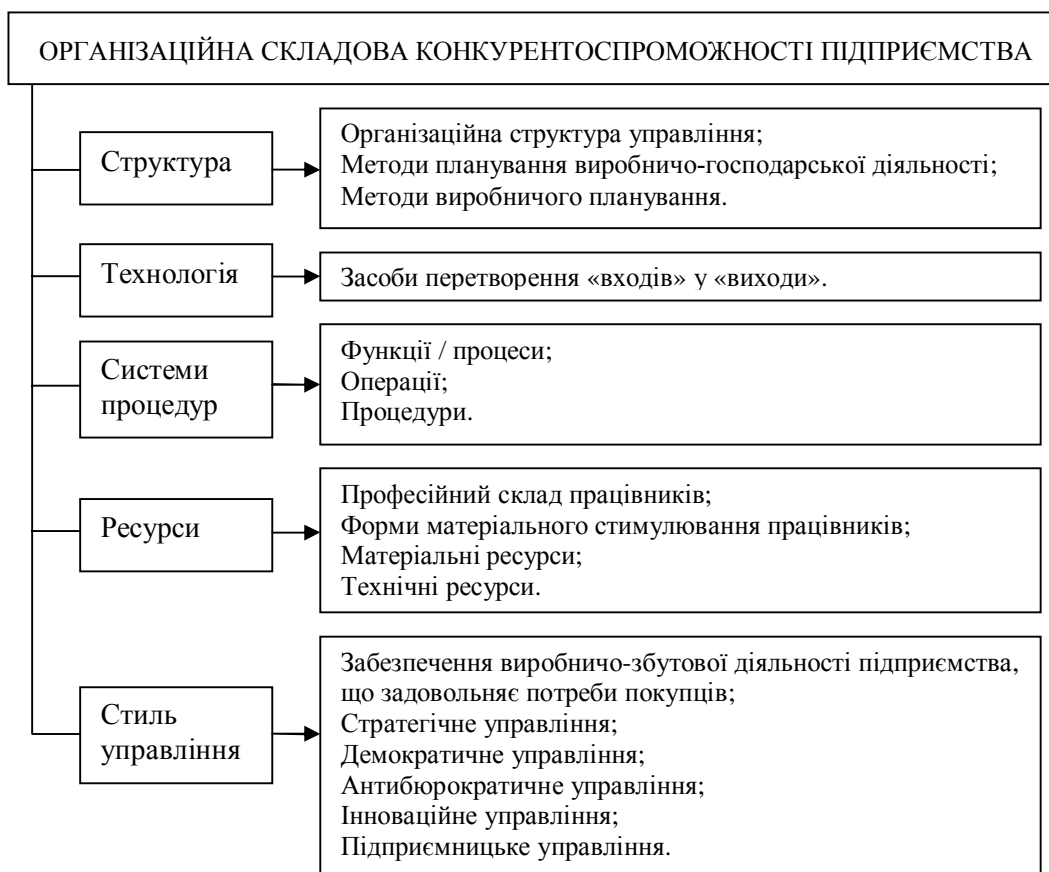 ОРГАНІЗАЦІЙНА СКЛАДОВА КОНКУРЕНТОСПРОМОЖНОСТІ ПІДПРИЄМСТВА
Структура
Організаційна структура управління;
Методи планування виробничо-господарської діяльності;
Методи виробничого планування.
Технологія
Засоби перетворення «входів» у «виходи».
Системи
процедур
Функції / процеси;
Операції;
Процедури.
Ресурси
Професійний склад працівників;
Форми матеріального стимулювання працівників;
Матеріальні ресурси;
Технічні ресурси.
Стиль
управління
Забезпечення виробничо-збутової діяльності підприємства,
що задовольняє потреби покупців;
Стратегічне управління;
Демократичне управління;
Антибюрократичне управління;
Інноваційне управління;
Підприємницьке управління.